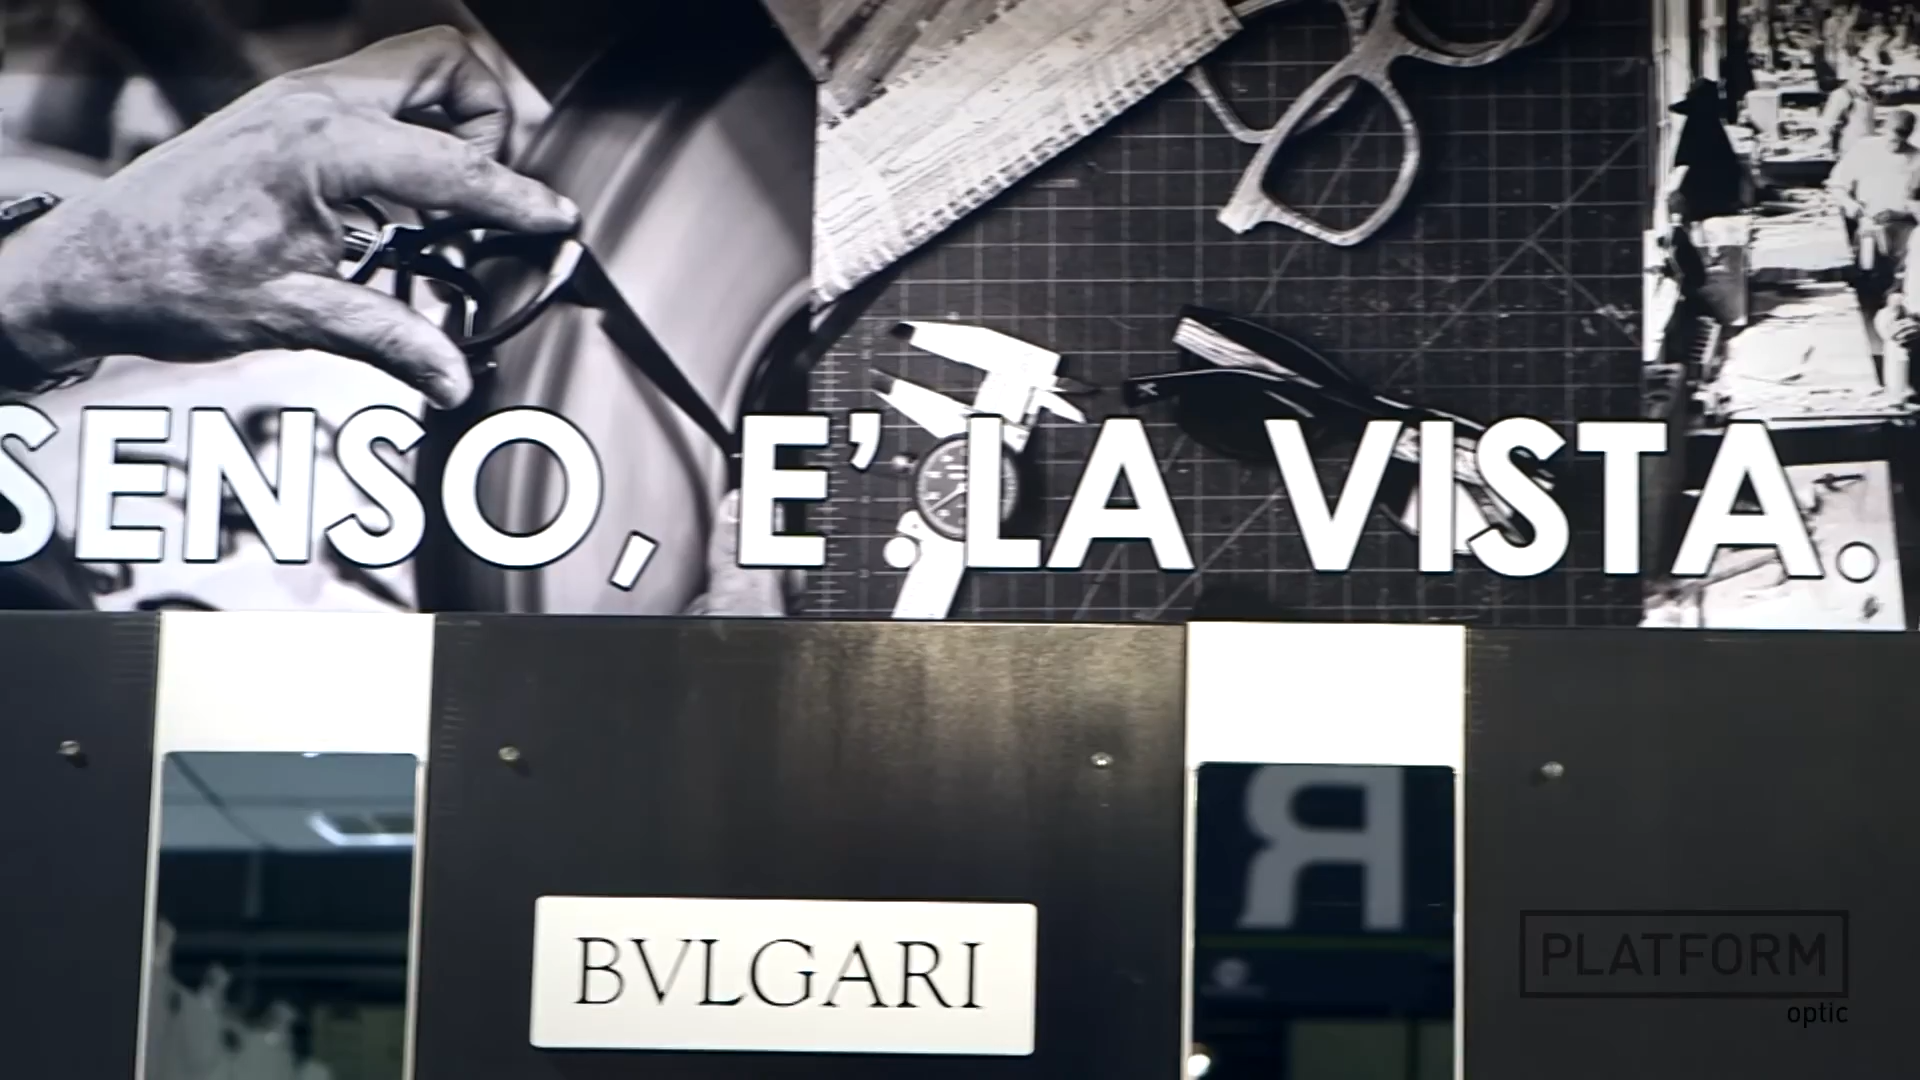 SENSO, E' LA VISTA.
BVLGARI
R
PLATFORM
optic